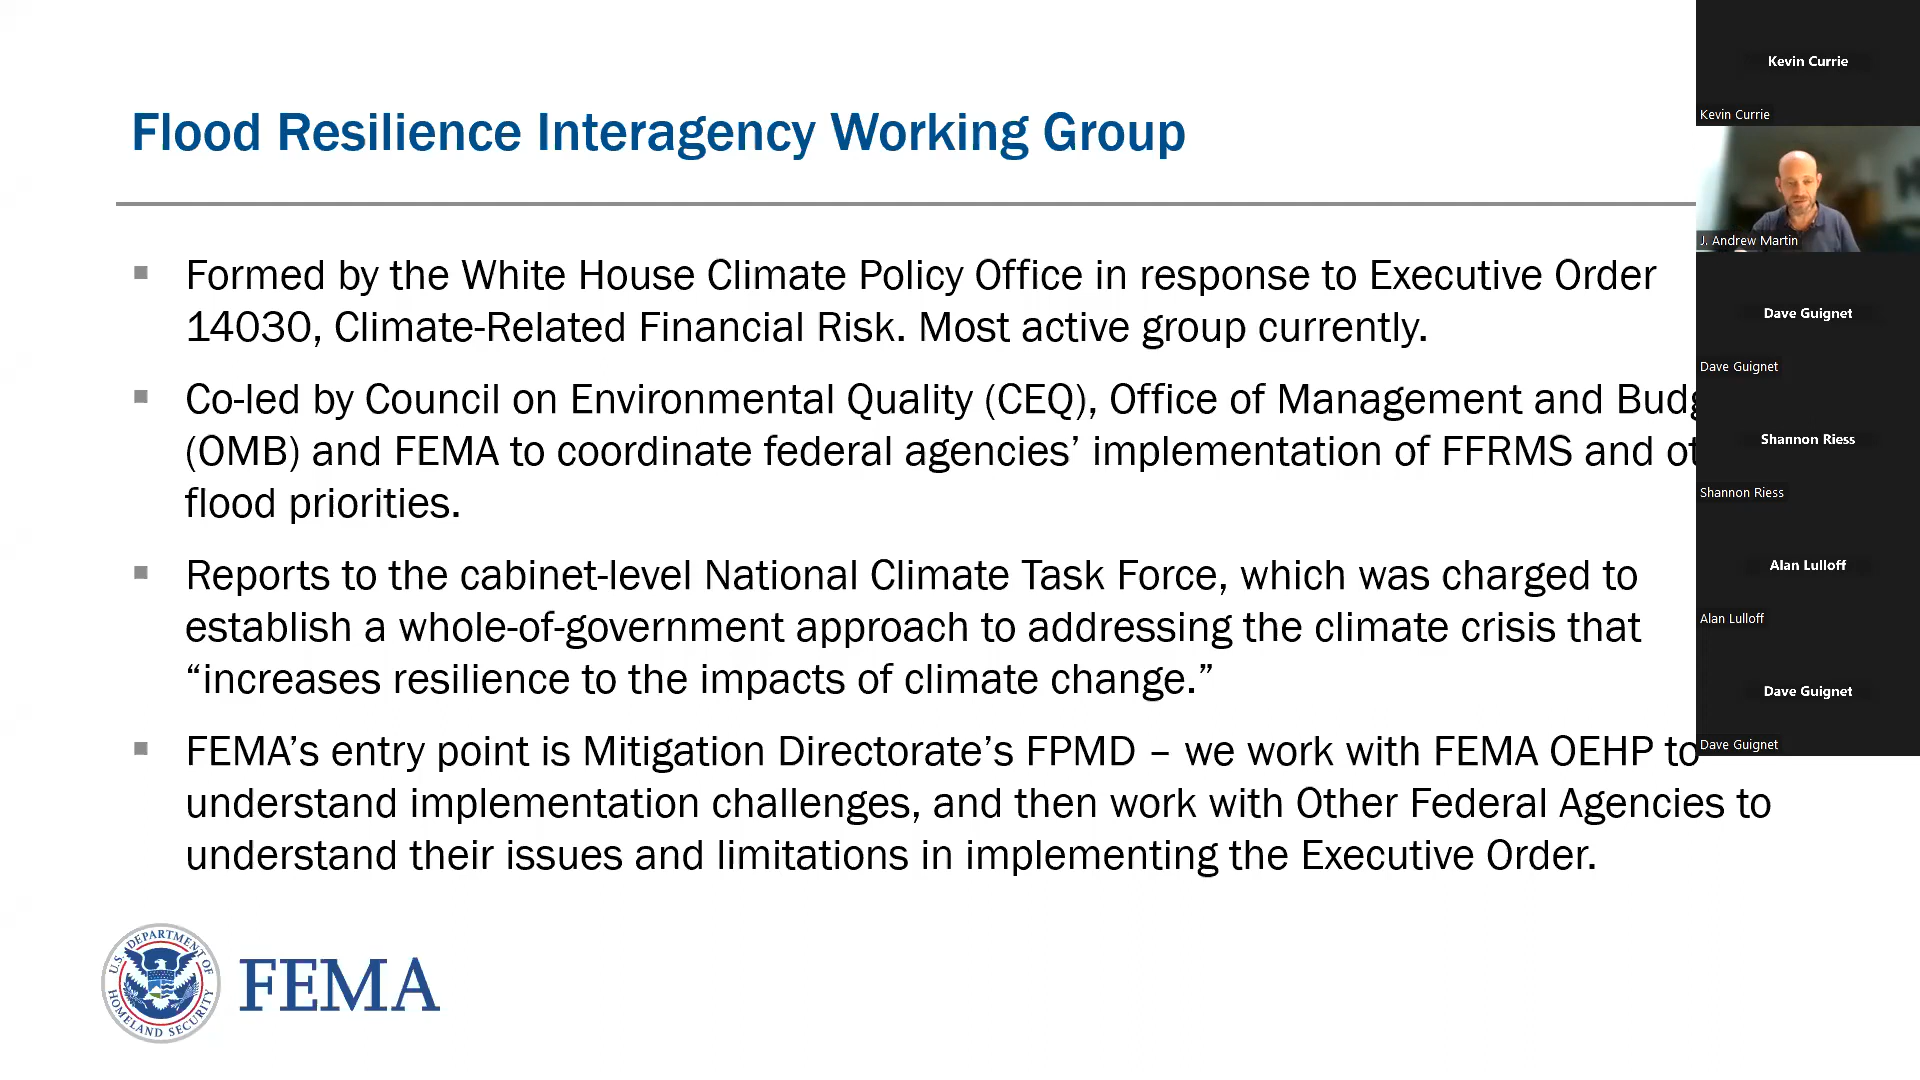 Flood Resilience Interagency Working Group
Formed by the White House Climate Policy Office in response to Executive Order
14030, Climate-Related Financial Risk. Most active group currently.
Co-led by Council on Environmental Quality (CEQ), Office of Management and
(OMB) and FEMA to coordinate federal agencies’ implementation of FFRMS and
flood priorities.
Reports to the cabinet-level National Climate Task Force, which was charged to
establish a whole-of-government approach to addressing the climate crisis that
“increases resilience to the impacts of climate change.”
FEMA’s entry point is Mitigation Directorate’s FPMD – we work with FEMA OEHP to
understand implementation challenges, and then work with Other Federal Agencies to
understand their issues and limitations in implementing the Executive Order.
U.S. DEPARTMENT OF
HOMELAND SECURITY
FEMA
Kevin Currie
Kevin Currie
J. Andrew Martin
Dave Guignet
Dave Guignet
Shannon Riess
Shannon Riess
Alan Lulloff
Alan Lulloff
Dave Guignet
Dave Guignet